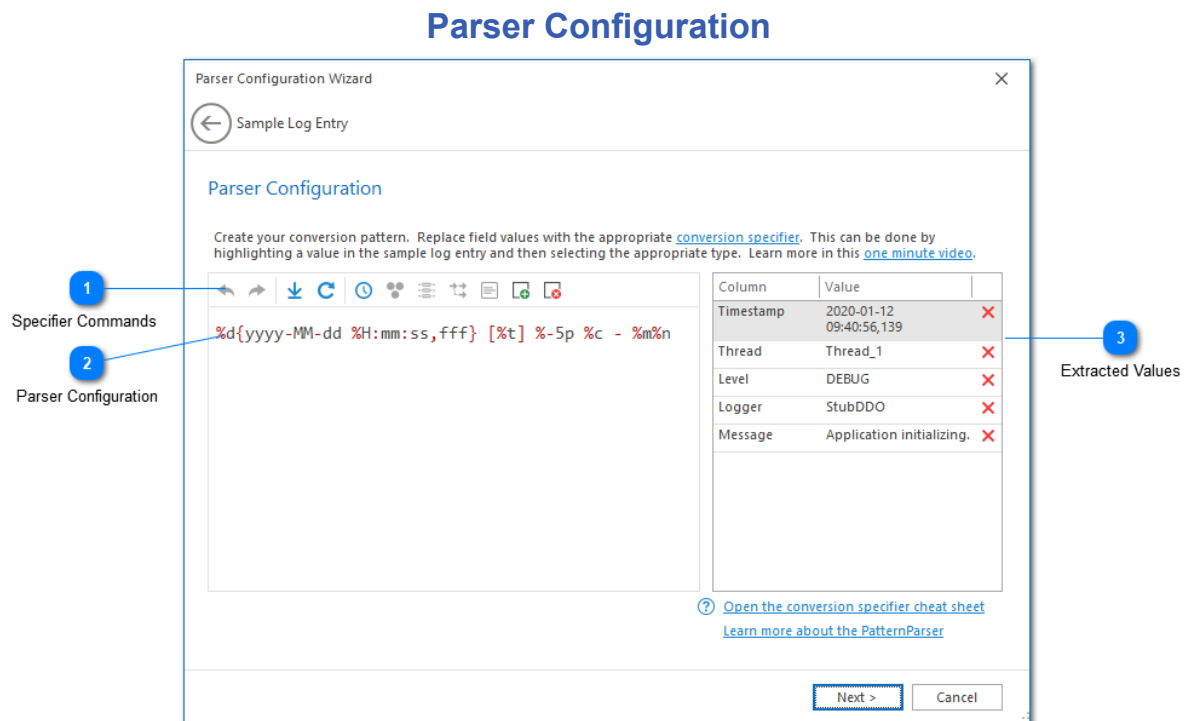 Parser Configuration
Parser Configuration Wizard
Sample Log Entry
Parser Configuration
Create your conversion pattern. Replace field values with the appropriate conversion specifier. This can be done by
highlighting a value in the sample log entry and then selecting the appropriate type. Learn more in this one minute video.
1
Specifier Commands
%d{yyyy-MM-dd %H:mm:ss,fff} [%t] %-5p %c - %m%n
2
Parser Configuration
Column Value
Timestamp 2020-01-12
09:40:56,139
Thread Thread_1
Level DEBUG
Logger StubDDO
Message Application initializing.
3
Extracted Values
? Open the conversion specifier cheat sheet
Learn more about the PatternParser
Next > Cancel